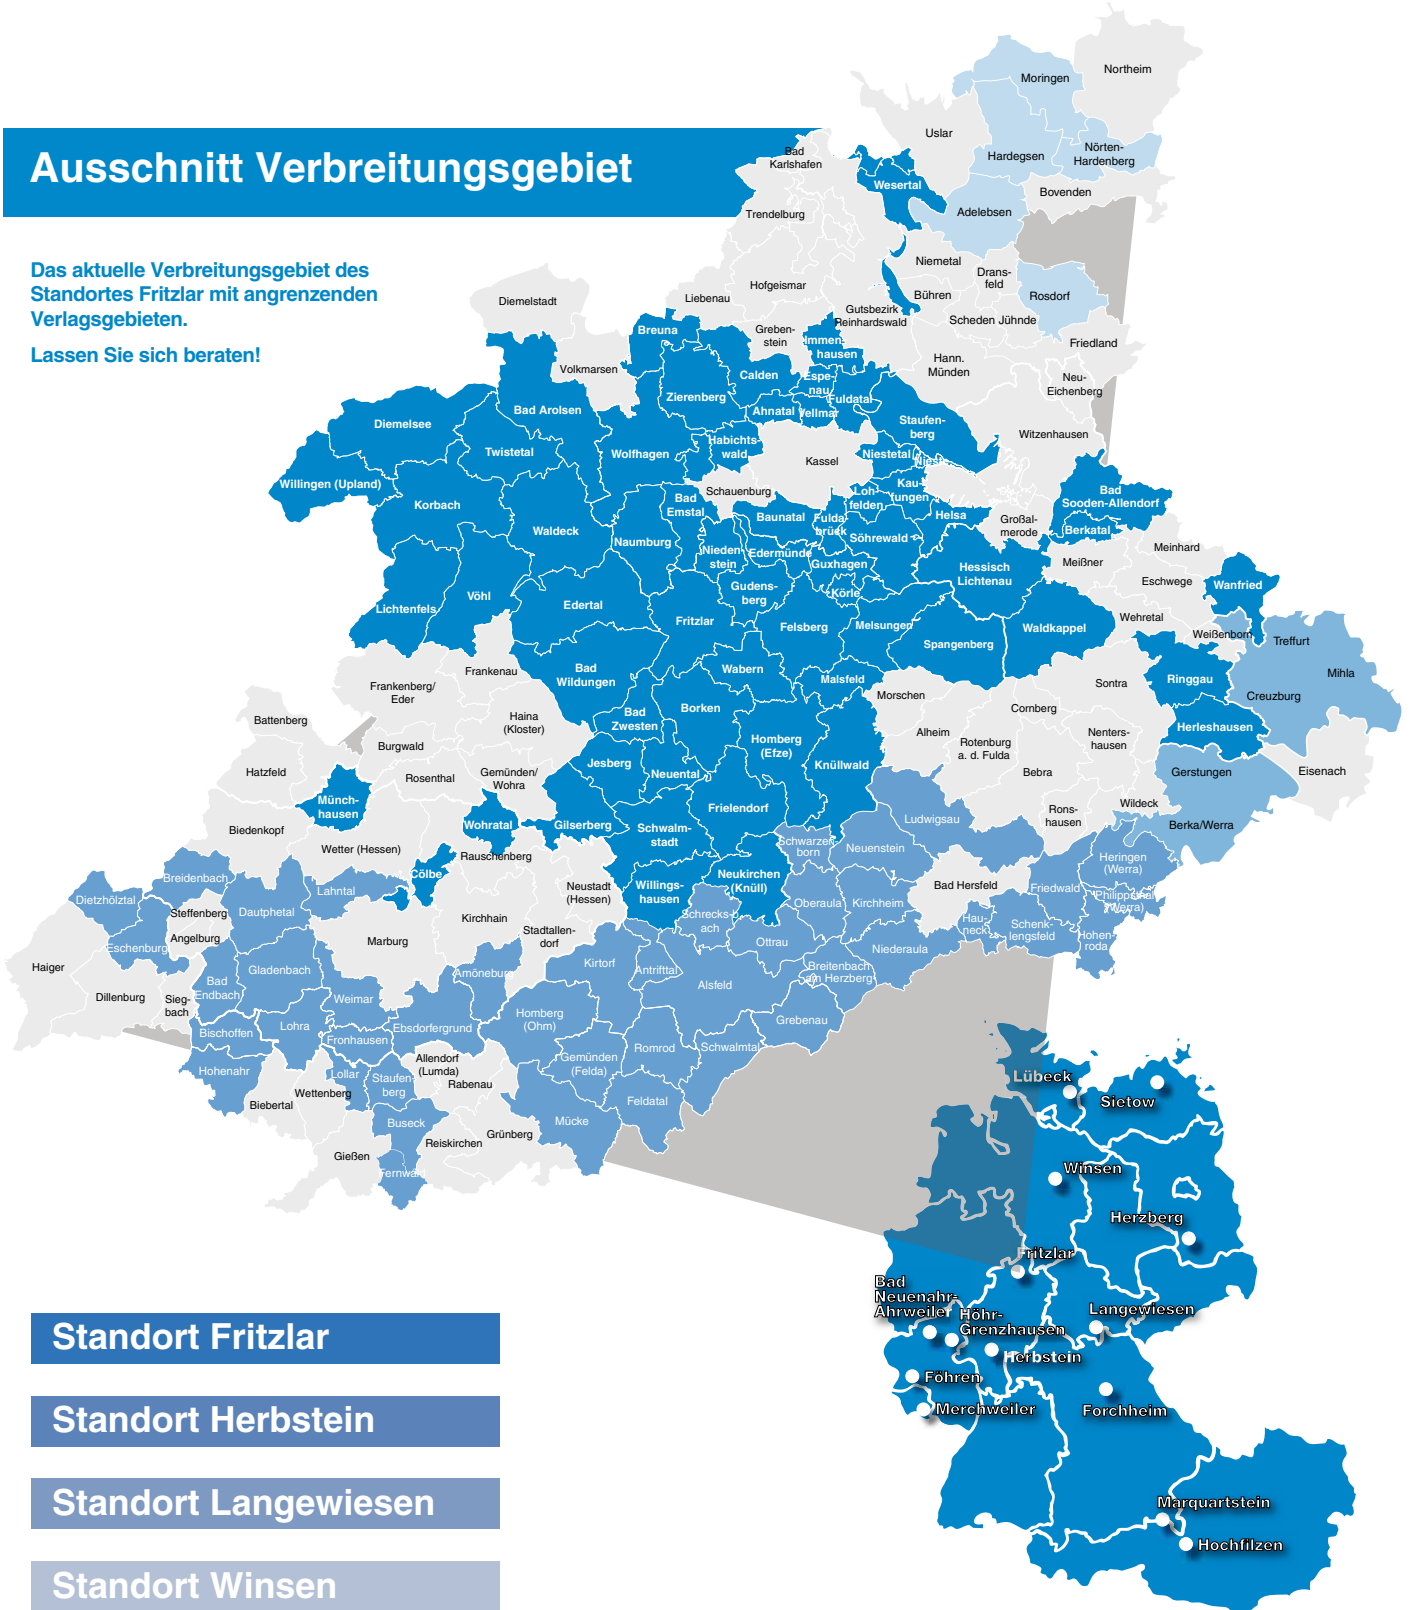 Ausschnitt Verbreitungsgebiet
Das aktuelle Verbreitungsgebiet des
Standortes Fritzlar mit angrenzenden
Verlagsgebieten.
Lassen Sie sich beraten!
Northeim
Moringen
Uslar
Hardegsen
Nörten-
Hardenberg
Bad
Karlshafen
Wesertal
Bovenden
Adelebsen
Trendelburg
Niemetal
Drans-
feld
Hofgeismar
Bühren
Rosdorf
Diemelstadt
Liebenau
Gutsbezirk
Reinhardswald
Scheden
Jühnde
Breuna
Greben-
stein
Immen-
hausen
Friedland
Hann.
Münden
Volkmarsen
Calden
Espe-
nau
Neu-
Eichenberg
Zierenberg
Fuldatal
Bad Arolsen
Ahnatal
Vellmar
Diemelsee
Staufen-
berg
Witzenhausen
Twistetal
Wolfhagen
Habichts-
wald
Kassel
Niestetal
Willingen (Upland)
Schauenburg
Kau-
fungen
Loh-
felden
Bad
Sooden-Allendorf
Korbach
Bad
Emstal
Baunatal
Fulda-
brück
Helsa
Großal-
merode
Berkatal
Waldeck
Naumburg
Söhrewald
Nieden-
stein
Edermünde
Guxhagen
Meinhard
Meißner
Hessisch
Lichtenau
Eschwege
Wanfried
Gudens-
berg
Körle
Lichtenfels
Vöhl
Edertal
Fritzlar
Felsberg
Melsungen
Waldkappel
Wehretal
Weißenborn
Treffurt
Spangenberg
Frankenau
Bad
Wildungen
Wabern
Malsfeld
Mihla
Frankenberg/
Eder
Morschen
Sontra
Ringgau
Creuzburg
Battenberg
Haina
(Kloster)
Bad
Zwesten
Borken
Cornberg
Herleshausen
Burgwald
Homberg
(Efze)
Alheim
Rotenburg
a. d. Fulda
Nenters-
hausen
Hatzfeld
Rosenthal
Gemünden/
Wohra
Jesberg
Neuental
Knüllwald
Bebra
Gerstungen
Eisenach
Münch-
hausen
Frielendorf
Wildeck
Rons-
hausen
Biedenkopf
Wohratal
Gilserberg
Schwalm-
stadt
Ludwigsau
Berka/Werra
Wetter (Hessen)
Rauschenberg
Schwarzen-
born
Neuenstein
Heringen
(Werra)
Breidenbach
Cölbe
Neukirchen
(Knüll)
Dietzhölztal
Lahntal
Neustadt
(Hessen)
Willings-
hausen
Bad Hersfeld
Friedwald
Philippsthal
(Werra)
Steffenberg
Dautphetal
Kirchhain
Schrecks-
bach
Oberaula
Kirchheim
Hau-
neck
Schenk-
lengsfeld
Hohen-
roda
Angelburg
Eschenburg
Marburg
Stadtallen-
dorf
Ottrau
Niederaula
Haiger
Gladenbach
Amöneburg
Kirtorf
Antrifttal
Breitenbach
am Herzberg
Bad
Endbach
Alsfeld
Dillenburg
Sieg-
bach
Weimar
Homberg
(Ohm)
Grebenau
Bischoffen
Lohra
Fronhausen
Ebsdorfergrund
Romrod
Schwalmtal
Hohenahr
Allendorf
(Lumda)
Gemünden
(Felda)
Lollar
Staufen-
berg
Rabenau
Biebertal
Wettenberg
Feldatal
Buseck
Mücke
Reiskirchen
Grünberg
Gießen
Fernwald
Lübeck
Sietow
Winsen
Herzberg
Fritzlar
Bad
Neuenahr-
Ahrweiler
Höhr-
Grenzhausen
Langewiesen
Herbstein
Föhren
Merchweiler
Forchheim
Marquartstein
Hochfilzen
Standort Fritzlar
Standort Herbstein
Standort Langewiesen
Standort Winsen